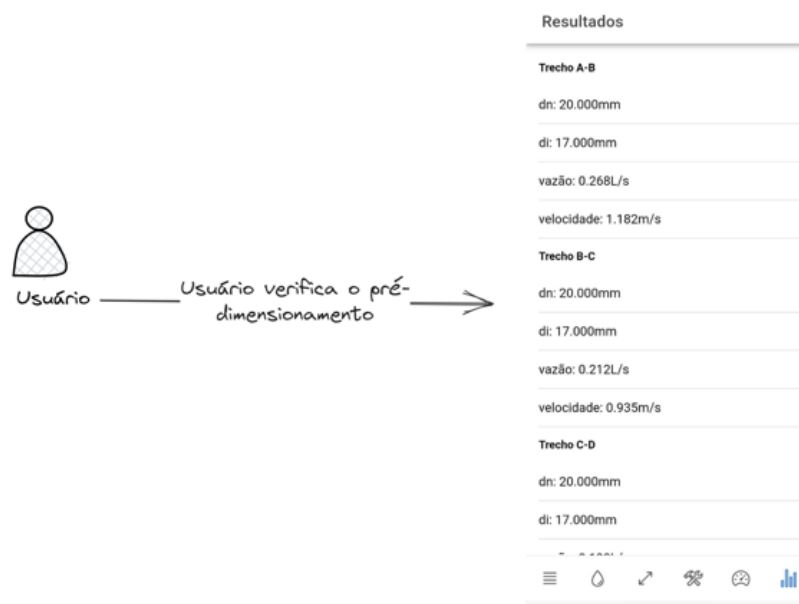 Resultados
Trecho A-B
dn: 20.000mm
di: 17.000mm
vazão: 0.268L/s
velocidade: 1.182m/s
Trecho B-C
dn: 20.000mm
di: 17.000mm
vazão: 0.212L/s
velocidade: 0.935m/s
Trecho C-D
dn: 20.000mm
di: 17.000mm
Usuário
Usuário verifica o pré-
dimensionamento